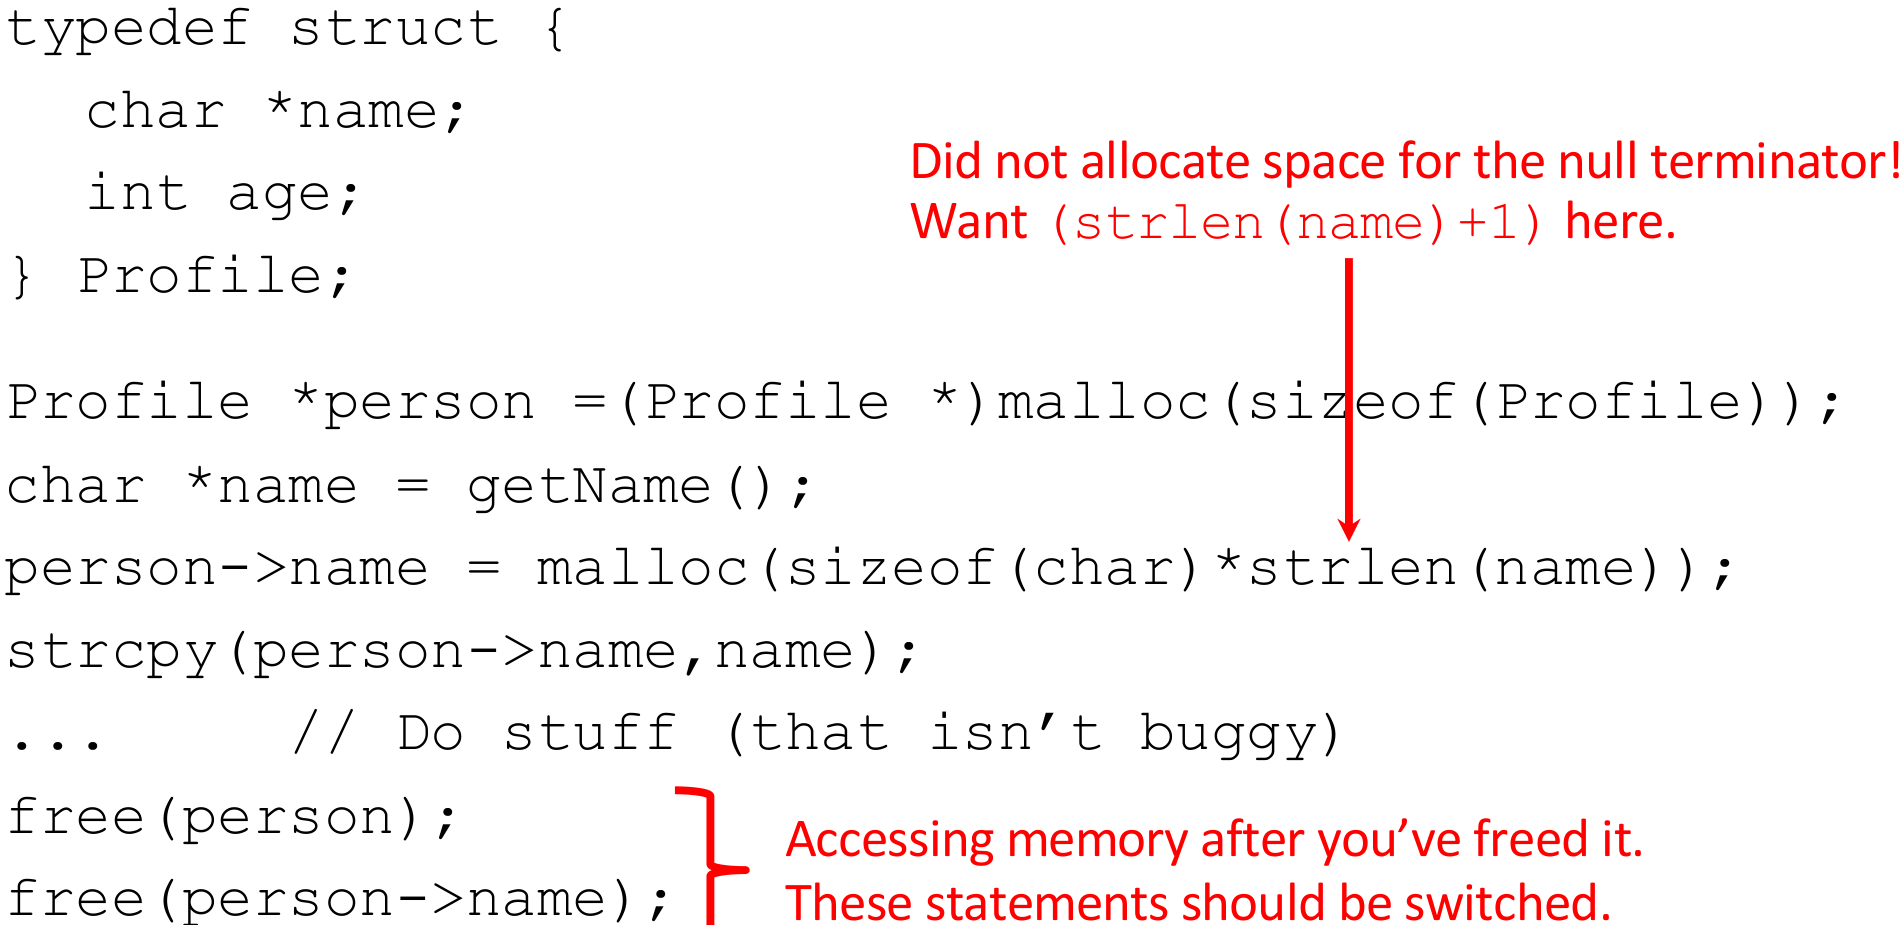 typedef struct {
char *name;
int age;
} Profile;
Did not allocate space for the null terminator!
Want (strlen(name)+1) here.
Profile *person =(Profile *)malloc(sizeof(Profile));
char *name = getName();
person->name = malloc(sizeof(char)*strlen(name));
strcpy(person->name,name);
... // Do stuff (that isn’t buggy)
free(person);
free(person->name);
Accessing memory after you’ve freed it.
These statements should be switched.